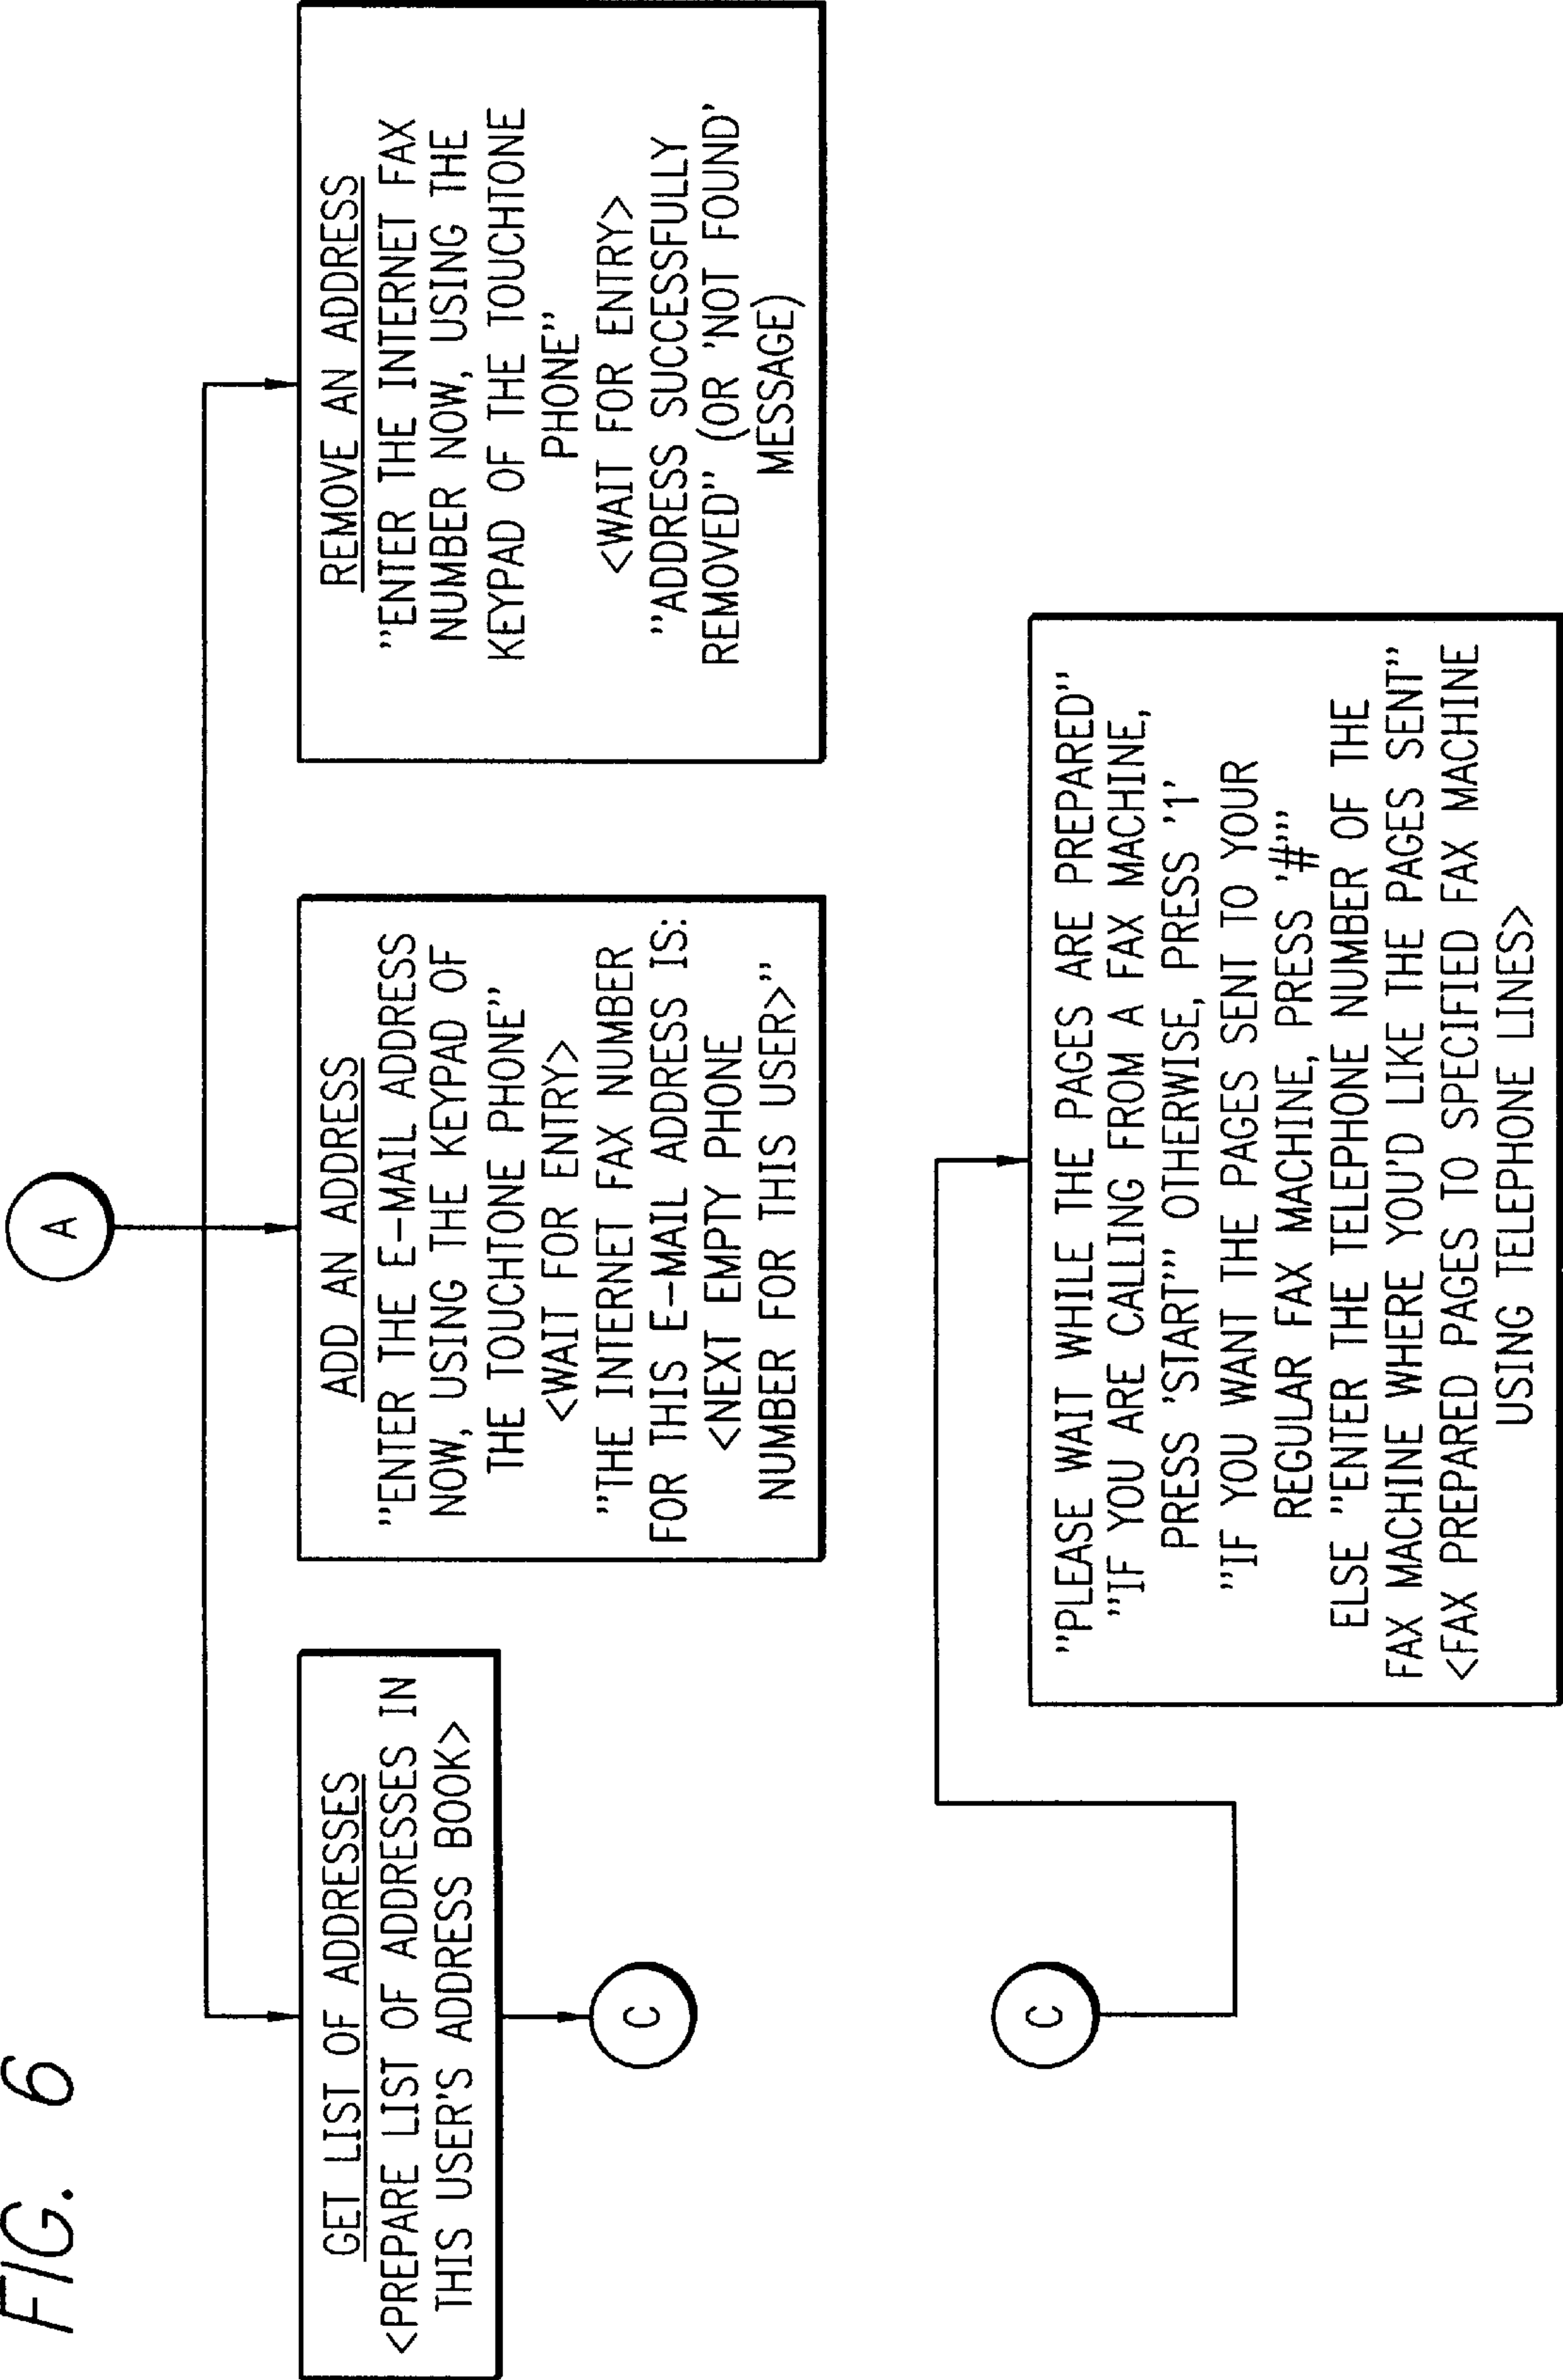 FIG. 6
A
GET LIST OF ADDRESSES
<PREPARE LIST OF ADDRESSES IN
THIS USER'S ADDRESS BOOK>
C
ADD AN ADDRESS
"ENTER THE E-MAIL ADDRESS
NOW, USING THE KEYPAD OF
THE TOUCHTONE PHONE"
<WAIT FOR ENTRY>
"THE INTERNET FAX NUMBER
FOR THIS E-MAIL ADDRESS IS:
<NEXT EMPTY PHONE
NUMBER FOR THIS USER>"
REMOVE AN ADDRESS
"ENTER THE INTERNET FAX
NUMBER NOW, USING THE
KEYPAD OF THE TOUCHTONE
PHONE"
<WAIT FOR ENTRY>
"ADDRESS SUCCESSFULLY
REMOVED" (OR 'NOT FOUND'
MESSAGE)
C
"PLEASE WAIT WHILE THE PAGES ARE PREPARED"
"IF YOU ARE CALLING FROM A FAX MACHINE,
PRESS 'START'" OTHERWISE, PRESS '1'
"IF YOU WANT THE PAGES SENT TO YOUR
REGULAR FAX MACHINE, PRESS '#'"
ELSE "ENTER THE TELEPHONE NUMBER OF THE
FAX MACHINE WHERE YOU'D LIKE THE PAGES SENT"
<FAX PREPARED PAGES TO SPECIFIED FAX MACHINE
USING TELEPHONE LINES>